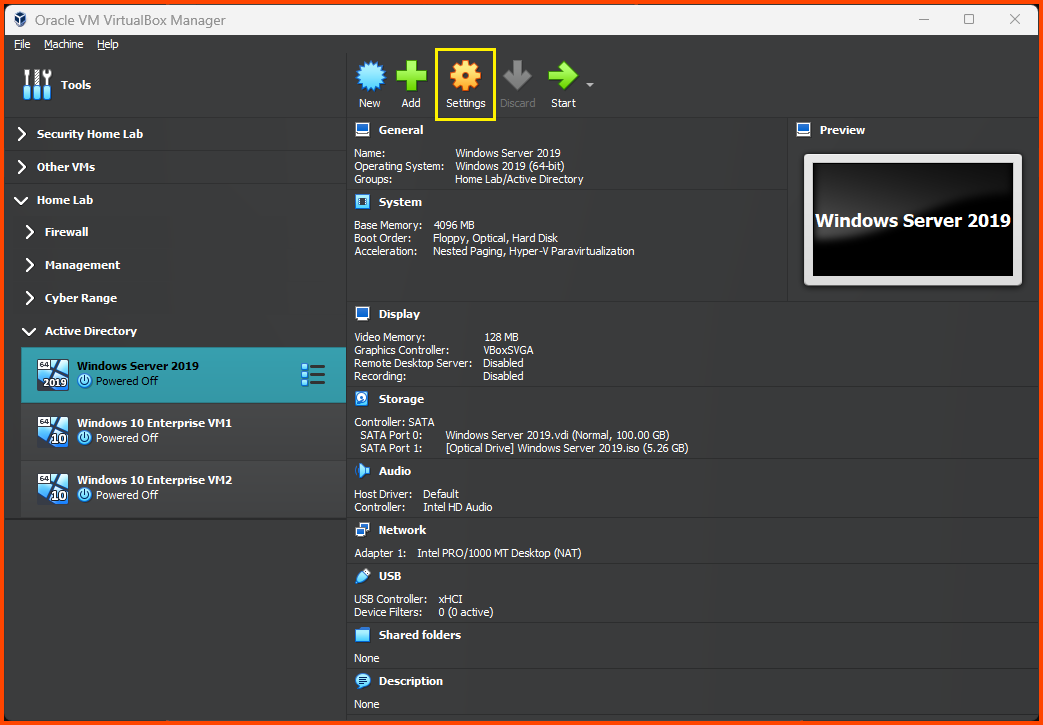 Oracle VM VirtualBox Manager
File Machine Help
Tools
New Add Settings Discard Start
Security Home Lab
Other VMs
Home Lab
Firewall
Management
Cyber Range
Active Directory
64 2019 Windows Server 2019
Powered Off
64 10 Windows 10 Enterprise VM1
Powered Off
64 10 Windows 10 Enterprise VM2
Powered Off
General
Name: Windows Server 2019
Operating System: Windows 2019 (64-bit)
Groups: Home Lab/Active Directory
Preview
Windows Server 2019
System
Base Memory: 4096 MB
Boot Order: Floppy, Optical, Hard Disk
Acceleration: Nested Paging, Hyper-V Paravirtualization
Display
Video Memory: 128 MB
Graphics Controller: VBoxSVGA
Remote Desktop Server: Disabled
Recording: Disabled
Storage
Controller: SATA
SATA Port 0: Windows Server 2019.vdi (Normal, 100.00 GB)
SATA Port 1: [Optical Drive] Windows Server 2019.iso (5.26 GB)
Audio
Host Driver: Default
Controller: Intel HD Audio
Network
Adapter 1: Intel PRO/1000 MT Desktop (NAT)
USB
USB Controller: xHCI
Device Filters: 0 (0 active)
Shared folders
None
Description
None